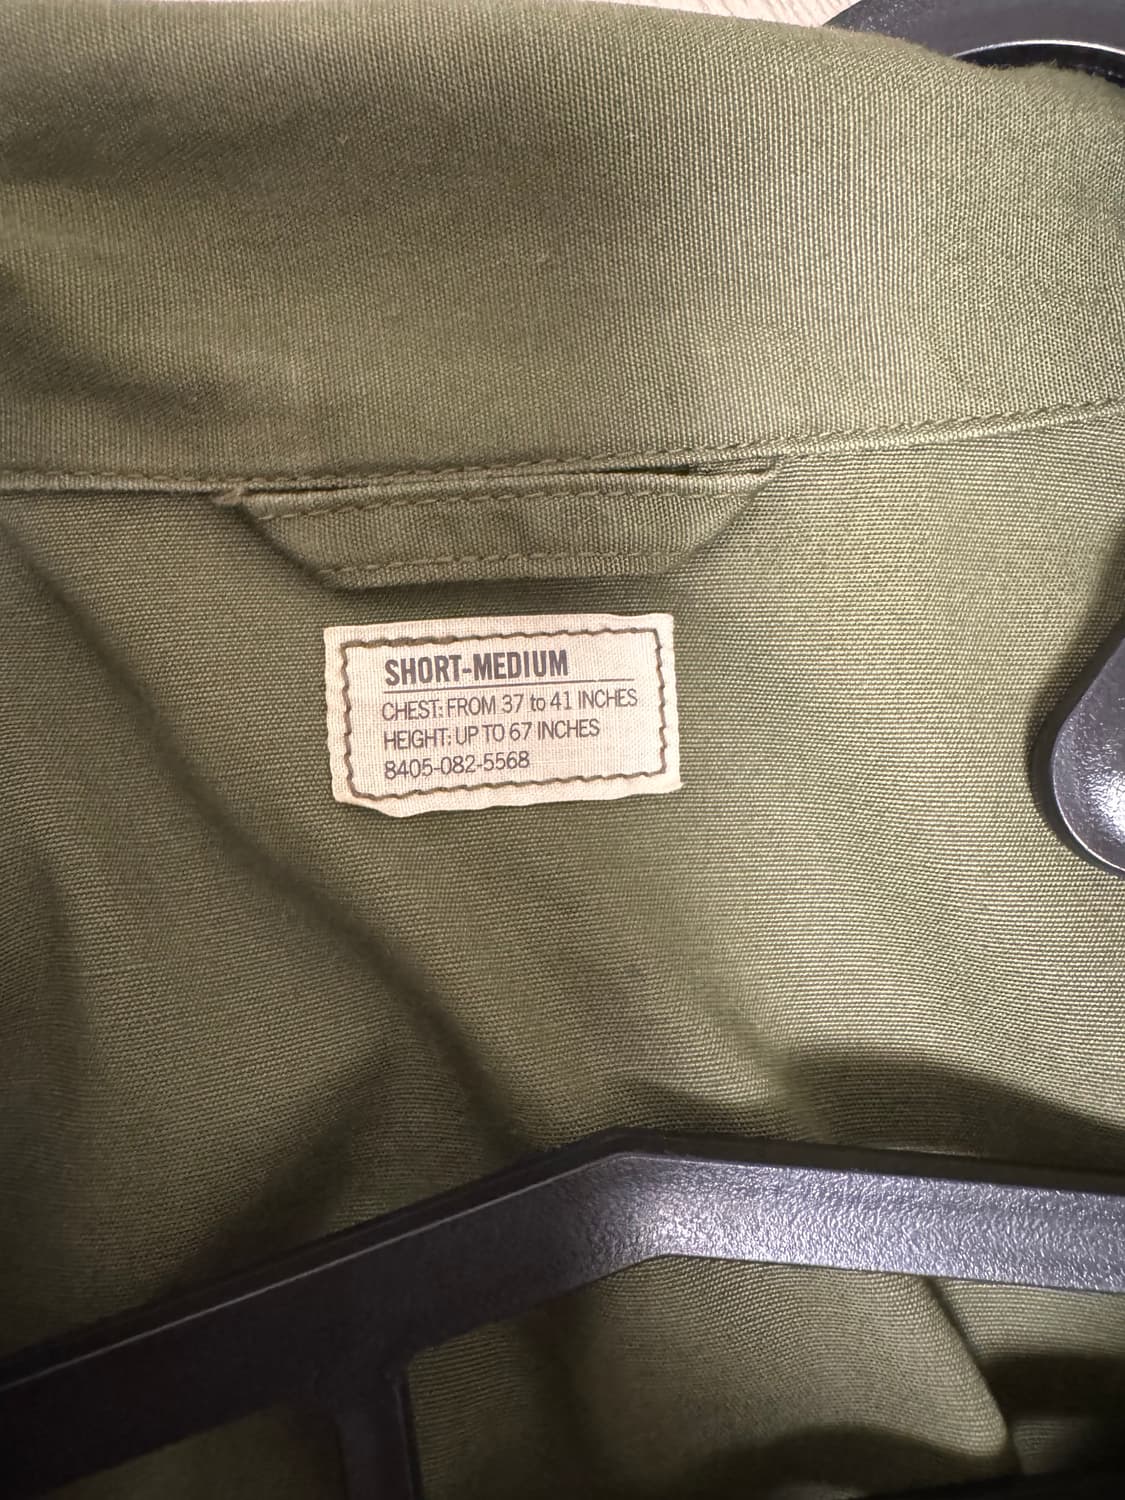 SHORT-MEDIUM
CHEST: FROM 37 to 41 INCHES
HEIGHT: UP TO 67 INCHES
8405-082-5568